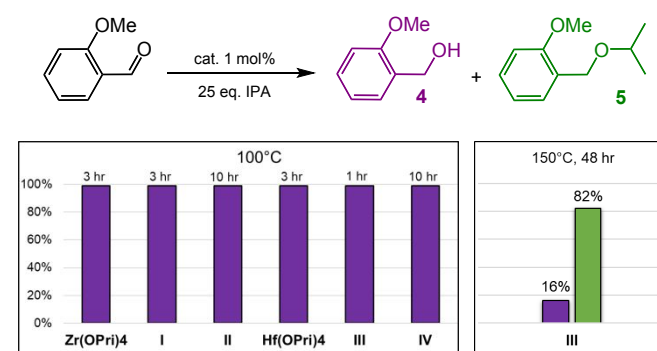 OMe
O
cat. 1 mol%
25 eq. IPA
OMe
OH
4
+
OMe
O
5
100°C
3 hr 3 hr 10 hr 3 hr 1 hr 10 hr
100%
80%
60%
40%
20%
0%
Zr(OPri)4 I II Hf(OPri)4 III IV
150°C, 48 hr
82%
16%
III